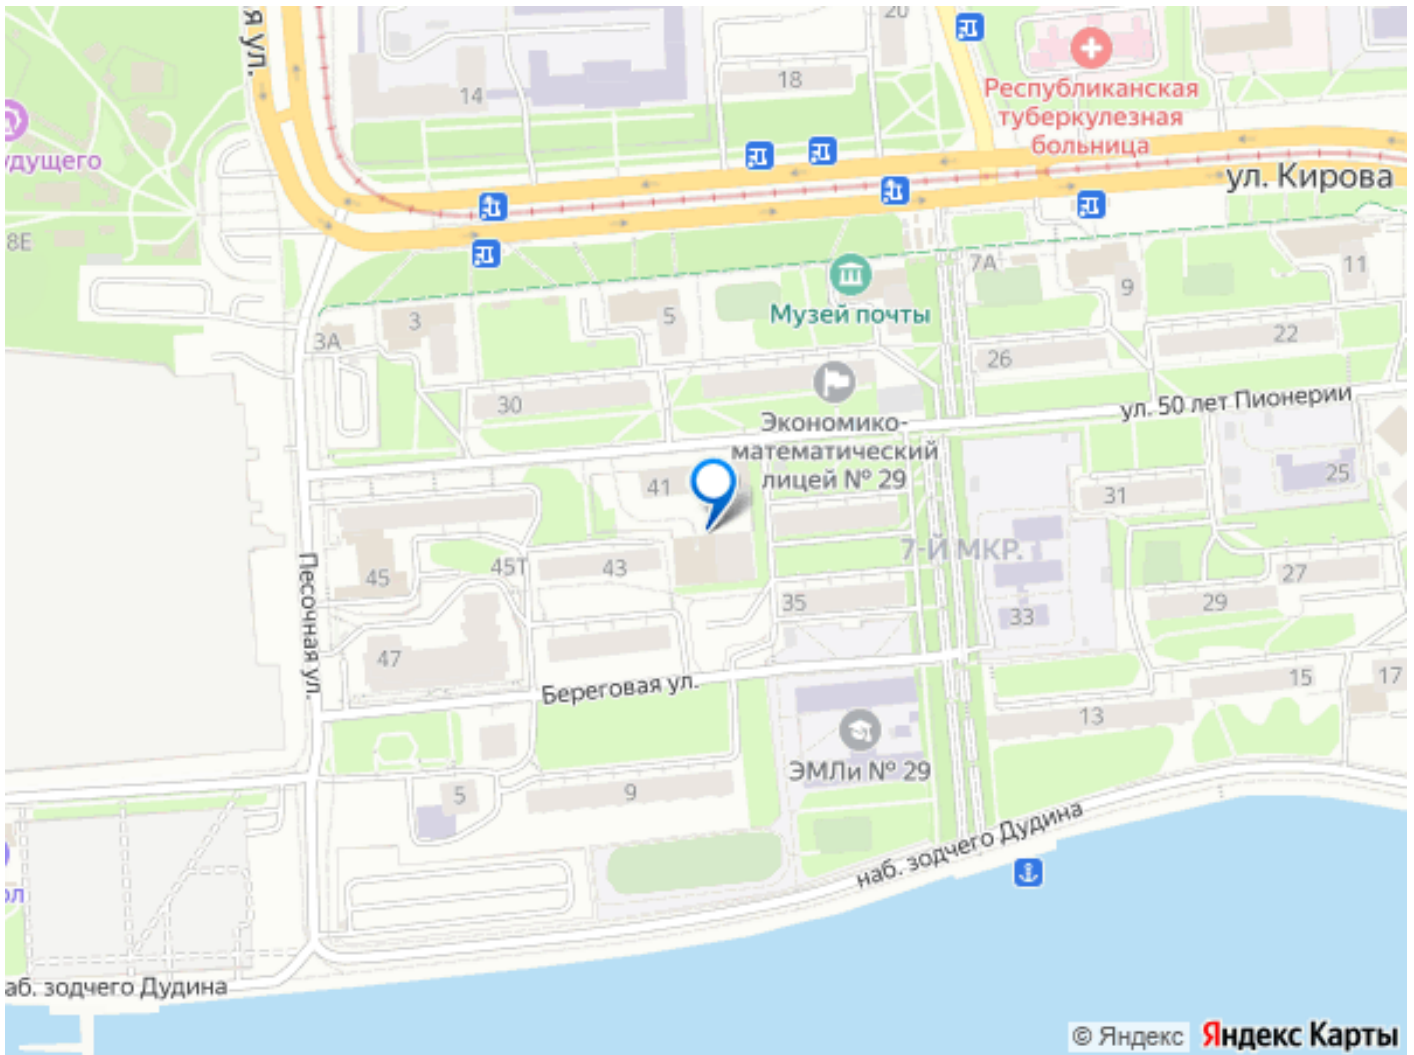 я ул.
20
18
14
Республиканская
туберкулезная
больница
удущего
ул. Кирова
8Е
7А
11
9
Музей почты
3
5
3А
22
26
30
ул. 50 лет Пионерии
Экономико-
математический
лицей № 29
41
25
31
7-Й МКР.
45Т
43
45
27
35
29
33
Песочная ул.
47
Береговая ул.
15
17
13
ЭМЛи № 29
5
9
наб. зодчего Дудина
ол
аб. зодчего Дудина
© Яндекс Яндекс Карты